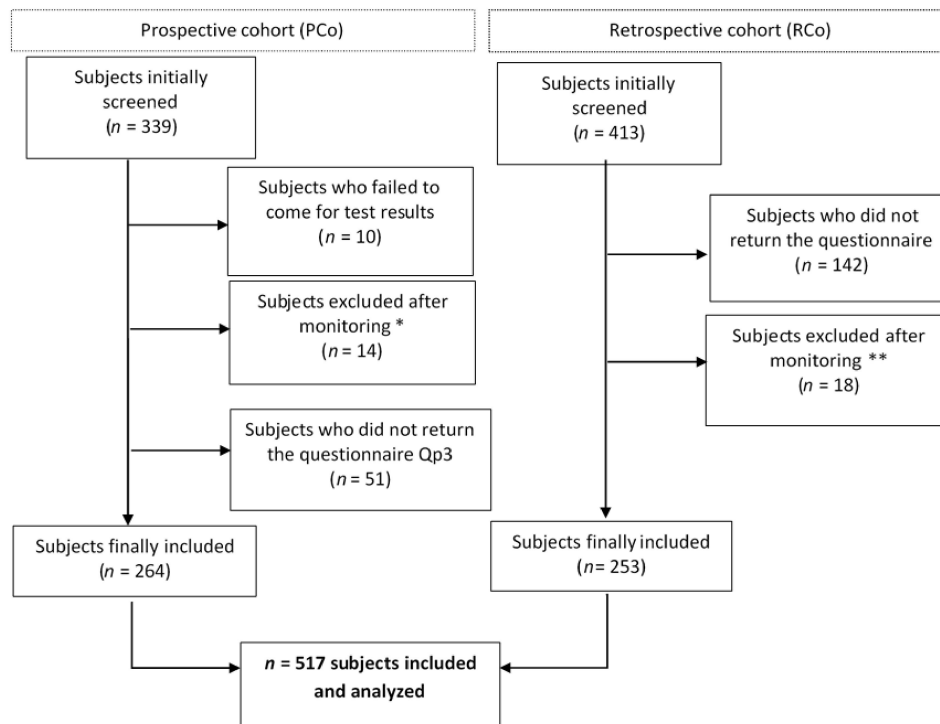 Prospective cohort (PCo)
Subjects initially
screened
(n = 339)
Subjects who failed to
come for test results
(n = 10)
Subjects excluded after
monitoring *
(n = 14)
Subjects who did not return
the questionnaire Qp3
(n = 51)
Subjects finally included
(n = 264)
Retrospective cohort (RCo)
Subjects initially
screened
(n = 413)
Subjects who did not
return the questionnaire
(n = 142)
Subjects excluded after
monitoring **
(n = 18)
Subjects finally included
(n= 253)
n = 517 subjects included
and analyzed